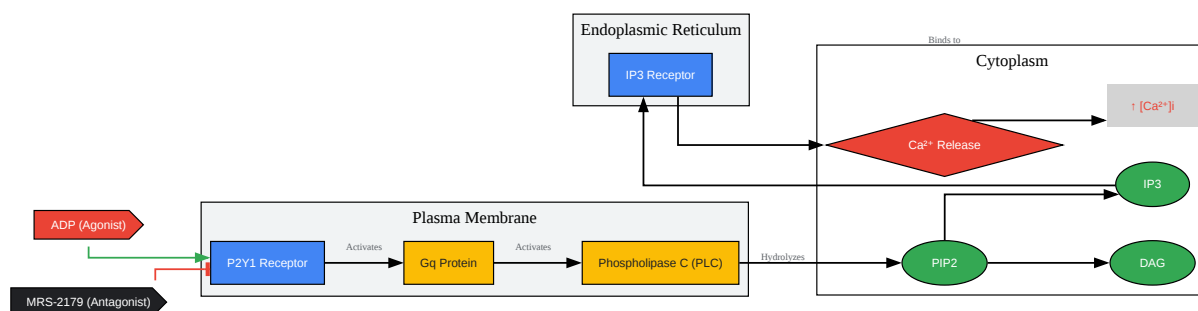 Endoplasmic Reticulum
IP3 Receptor
Binds to
Cytoplasm
↑ [Ca²⁺]i
Ca²⁺ Release
IP3
ADP (Agonist)
Plasma Membrane
P2Y1 Receptor
Activates
Gq Protein
Activates
Phospholipase C (PLC)
Hydrolyzes
PIP2
DAG
MRS-2179 (Antagonist)